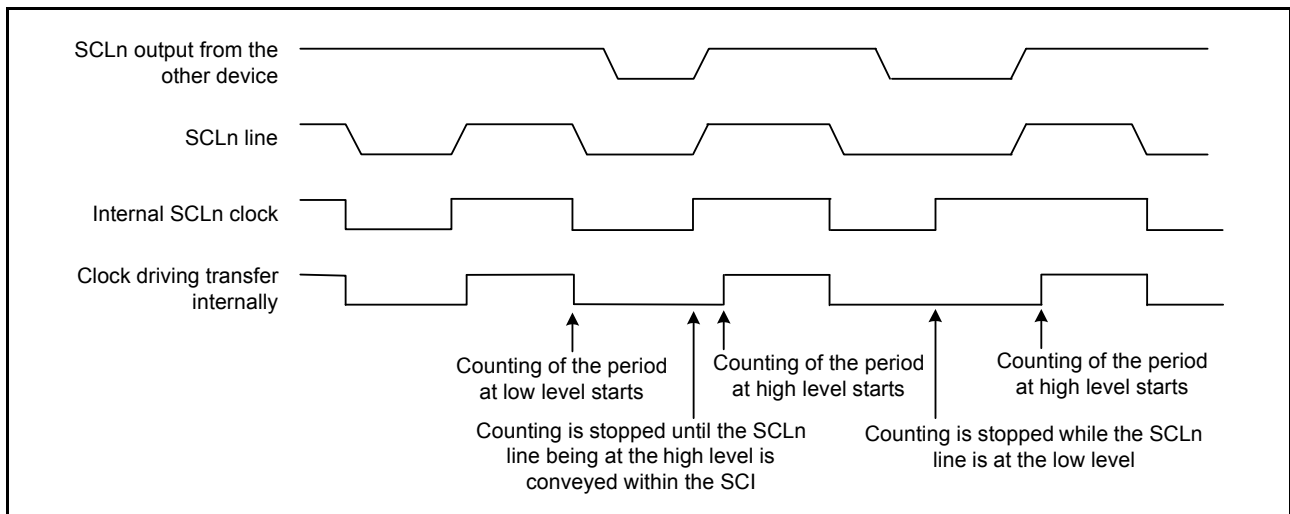 SCLn output from the
other device
SCLn line
Internal SCLn clock
Clock driving transfer
internally
Counting of the period
at low level starts
Counting of the period
at high level starts
Counting of the period
at high level starts
Counting is stopped until the SCLn
line being at the high level is
conveyed within the SCI
Counting is stopped while the SCLn
line is at the low level